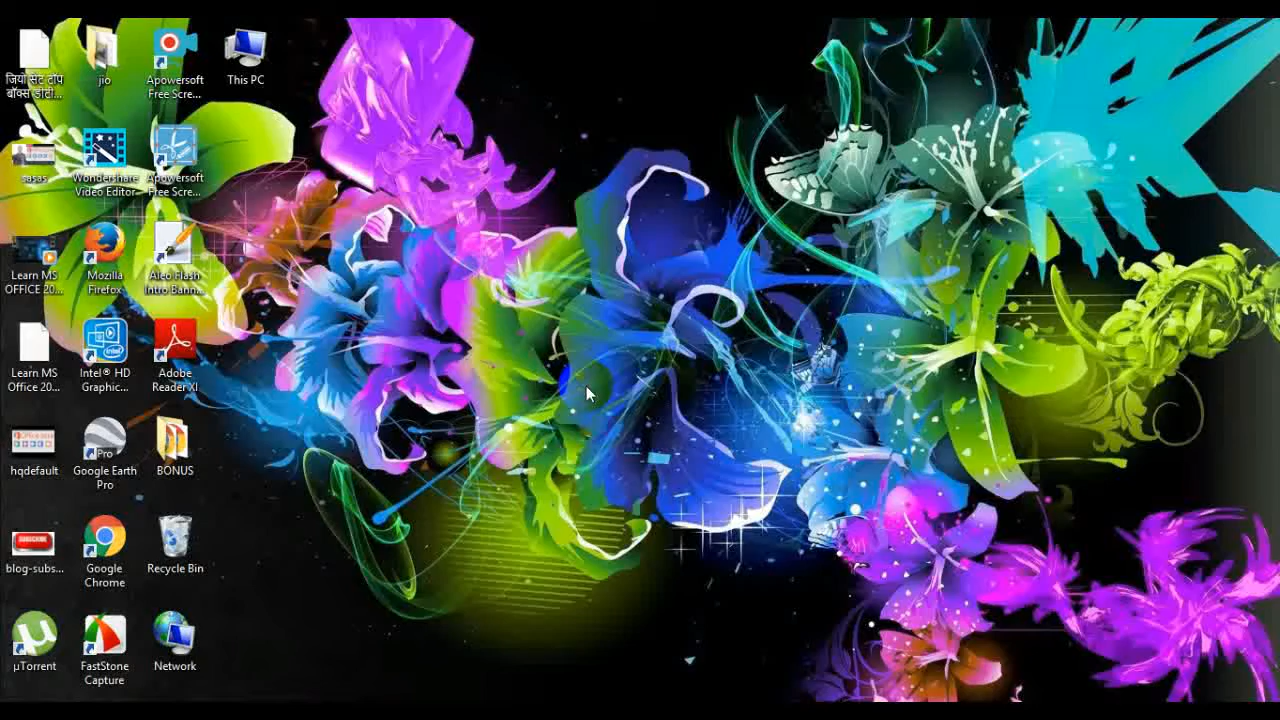 जियो सेट टॉप
बॉक्स डीटी...
jio
Apowersoft
Free Scre...
This PC
sasas
Wondershare
Video Editor
Apowersoft
Free Scre...
Learn MS
OFFICE 20...
Mozilla
Firefox
Aleo Flash
Intro Bann...
Learn MS
Office 20...
Intel® HD
Graphic...
Adobe
Reader XI
hqdefault
Pro
Google Earth
Pro
BONUS
SUBSCRIBE
blog-subs...
Google
Chrome
Recycle Bin
µTorrent
FastStone
Capture
Network